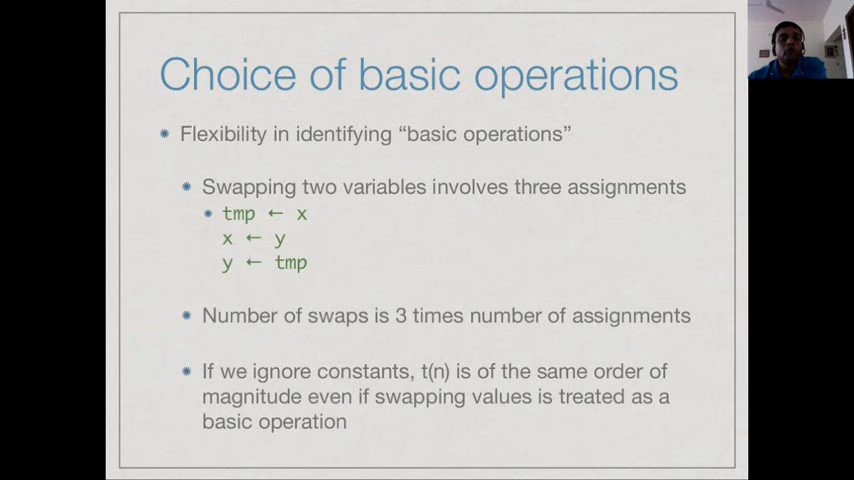 Choice of basic operations
Flexibility in identifying “basic operations”
Swapping two variables involves three assignments
tmp ← x
x ← y
y ← tmp
Number of swaps is 3 times number of assignments
If we ignore constants, t(n) is of the same order of
magnitude even if swapping values is treated as a
basic operation